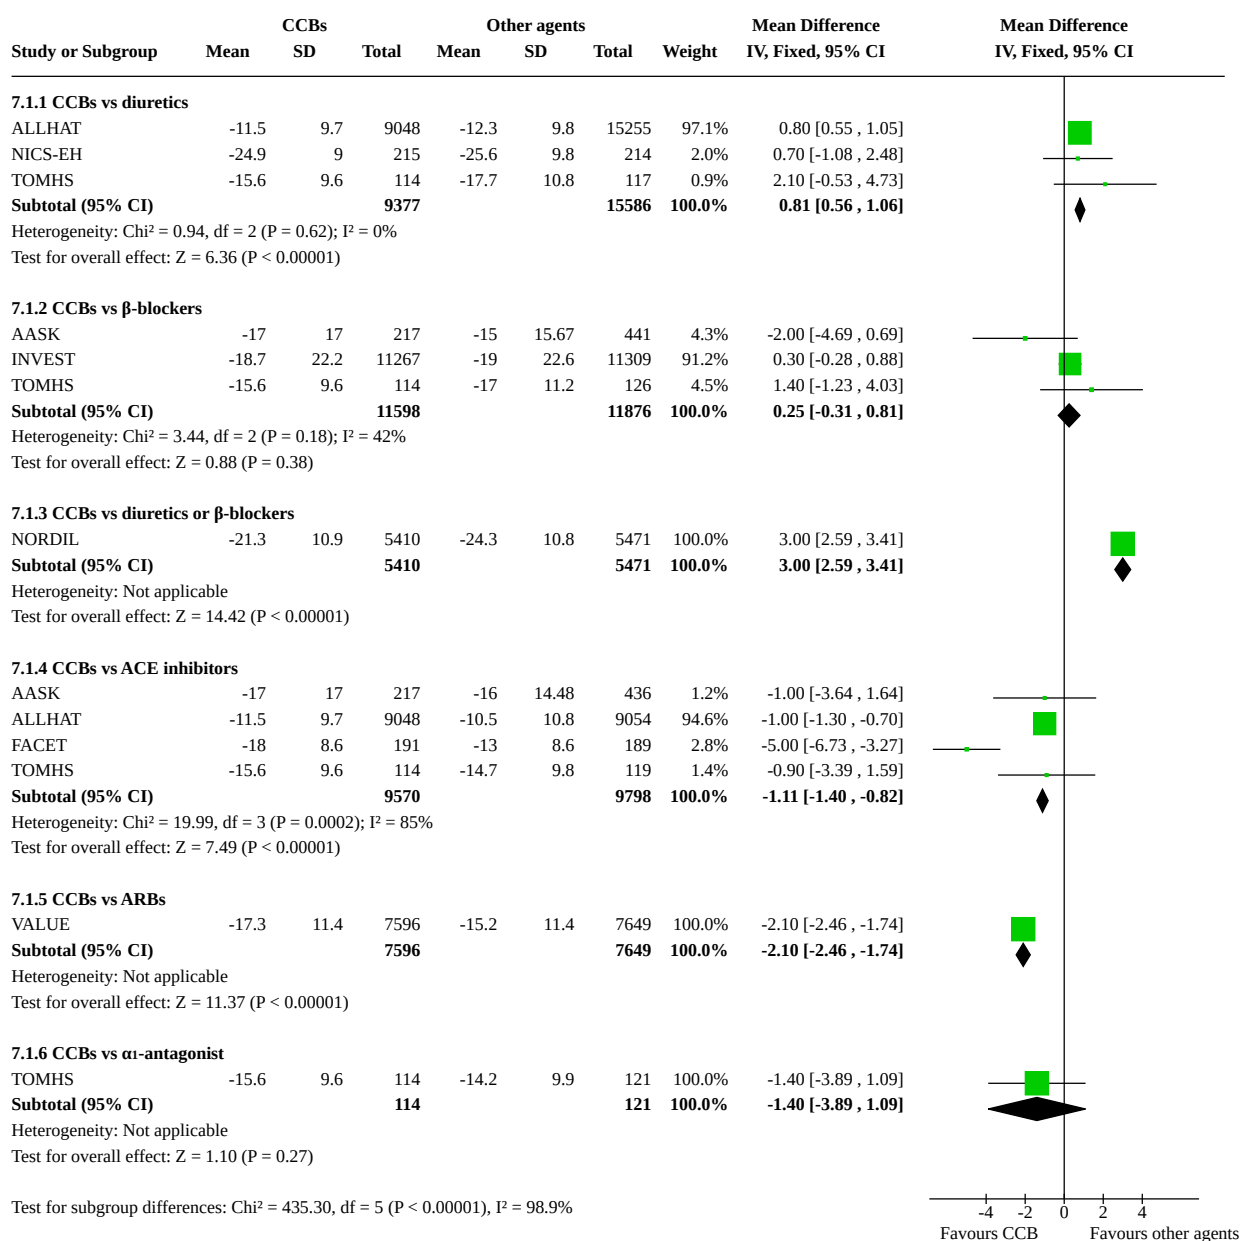 CCBs Other agents Mean Difference Mean Difference
Study or Subgroup Mean SD Total Mean SD Total Weight IV, Fixed, 95% CI IV, Fixed, 95% CI
7.1.1 CCBs vs diuretics
ALLHAT -11.5 9.7 9048 -12.3 9.8 15255 97.1% 0.80 [0.55 , 1.05]
NICS-EH -24.9 9 215 -25.6 9.8 214 2.0% 0.70 [-1.08 , 2.48]
TOMHS -15.6 9.6 114 -17.7 10.8 117 0.9% 2.10 [-0.53 , 4.73]
Subtotal (95% CI) 9377 15586 100.0% 0.81 [0.56 , 1.06]
Heterogeneity: Chi² = 0.94, df = 2 (P = 0.62); I² = 0%
Test for overall effect: Z = 6.36 (P < 0.00001)
7.1.2 CCBs vs β-blockers
AASK -17 17 217 -15 15.67 441 4.3% -2.00 [-4.69 , 0.69]
INVEST -18.7 22.2 11267 -19 22.6 11309 91.2% 0.30 [-0.28 , 0.88]
TOMHS -15.6 9.6 114 -17 11.2 126 4.5% 1.40 [-1.23 , 4.03]
Subtotal (95% CI) 11598 11876 100.0% 0.25 [-0.31 , 0.81]
Heterogeneity: Chi² = 3.44, df = 2 (P = 0.18); I² = 42%
Test for overall effect: Z = 0.88 (P = 0.38)
7.1.3 CCBs vs diuretics or β-blockers
NORDIL -21.3 10.9 5410 -24.3 10.8 5471 100.0% 3.00 [2.59 , 3.41]
Subtotal (95% CI) 5410 5471 100.0% 3.00 [2.59 , 3.41]
Heterogeneity: Not applicable
Test for overall effect: Z = 14.42 (P < 0.00001)
7.1.4 CCBs vs ACE inhibitors
AASK -17 17 217 -16 14.48 436 1.2% -1.00 [-3.64 , 1.64]
ALLHAT -11.5 9.7 9048 -10.5 10.8 9054 94.6% -1.00 [-1.30 , -0.70]
FACET -18 8.6 191 -13 8.6 189 2.8% -5.00 [-6.73 , -3.27]
TOMHS -15.6 9.6 114 -14.7 9.8 119 1.4% -0.90 [-3.39 , 1.59]
Subtotal (95% CI) 9570 9798 100.0% -1.11 [-1.40 , -0.82]
Heterogeneity: Chi² = 19.99, df = 3 (P = 0.0002); I² = 85%
Test for overall effect: Z = 7.49 (P < 0.00001)
7.1.5 CCBs vs ARBs
VALUE -17.3 11.4 7596 -15.2 11.4 7649 100.0% -2.10 [-2.46 , -1.74]
Subtotal (95% CI) 7596 7649 100.0% -2.10 [-2.46 , -1.74]
Heterogeneity: Not applicable
Test for overall effect: Z = 11.37 (P < 0.00001)
7.1.6 CCBs vs α₁-antagonist
TOMHS -15.6 9.6 114 -14.2 9.9 121 100.0% -1.40 [-3.89 , 1.09]
Subtotal (95% CI) 114 121 100.0% -1.40 [-3.89 , 1.09]
Heterogeneity: Not applicable
Test for overall effect: Z = 1.10 (P = 0.27)
Test for subgroup differences: Chi² = 435.30, df = 5 (P < 0.00001), I² = 98.9%
-4 -2 0 2 4
Favours CCB Favours other agents